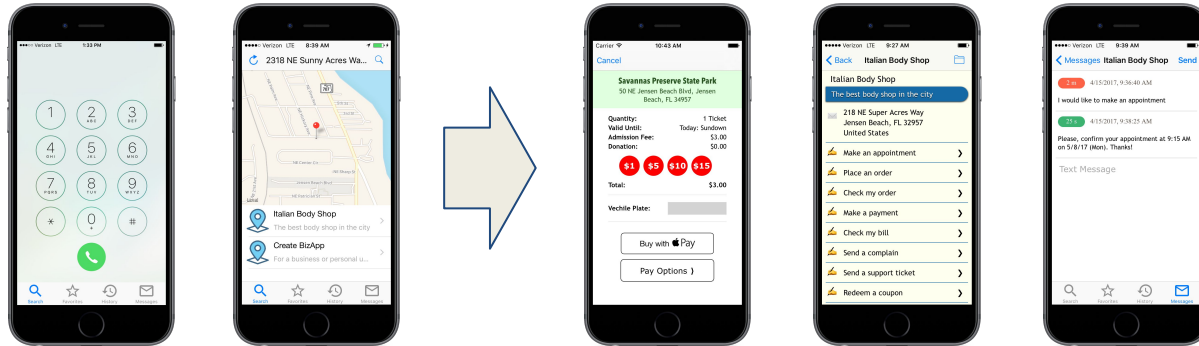 Verizon LTE 1:33 PM
1
2
ABC
3
DEF
4
GHI
5
JKL
6
MNO
7
PQRS
8
TUV
9
WXYZ
*
0
+
#
Search Favorites History Messages
Verizon LTE 8:39 AM
2318 NE Sunny Acres Wa...
707
NE Center Cir
Jensen Beach Blvd
Legal
Italian Body Shop
The best body shop in the city
Create BizApp
For a business or personal u...
Search Favorites History Messages
Carrier 10:43 AM
Cancel
Savannas Preserve State Park
50 NE Jensen Beach Blvd, Jensen
Beach, FL 34957
Quantity: 1 Ticket
Valid Until: Today: Sundown
Admission Fee: $3.00
Donation: $0.00
$1 $5 $10 $15
Total: $3.00
Vechile Plate:
Buy with Pay
Pay Options )
Verizon LTE 9:27 AM
Back Italian Body Shop
Italian Body Shop
The best body shop in the city
218 NE Super Acres Way
Jensen Beach, FL 32957
United States
Make an appointment ❯
Place an order ❯
Check my order ❯
Make a payment ❯
Check my bill ❯
Send a complain ❯
Send a support ticket ❯
Redeem a coupon ❯
Verizon LTE 9:39 AM
Messages Italian Body Shop Send
2 m 4/15/2017, 9:36:40 AM
I would like to make an appointment
25 s 4/15/2017, 9:38:25 AM
Please, confirm your appointment at 9:15 AM
on 5/8/17 (Mon). Thanks!
Text Message
Search Favorites History Messages